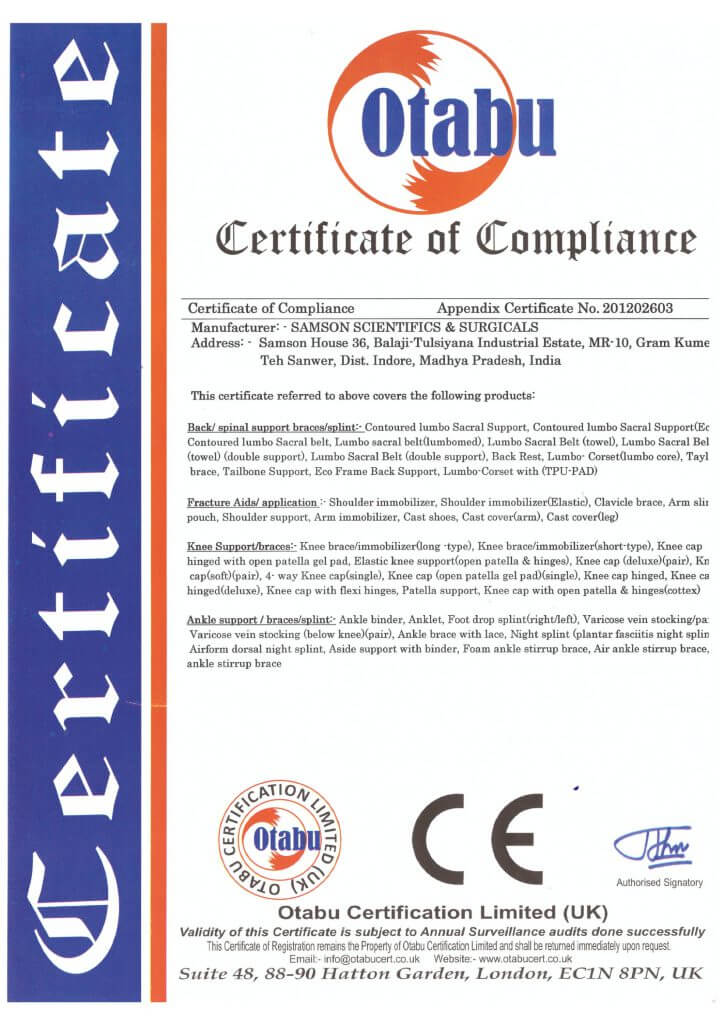 Certificate
Otabu
Certificate of Compliance
Certificate of Compliance Appendix Certificate No. 201202603
Manufacturer: - SAMSON SCIENTIFICS & SURGICALS
Address: - Samson House 36, Balaji-Tulsiyana Industrial Estate, MR-10, Gram Kume
Teh Sanwer, Dist. Indore, Madhya Pradesh, India
This certificate referred to above covers the following products:
Back/ spinal support braces/splint:- Contoured lumbo Sacral Support, Contoured lumbo Sacral Support(Ec
Contoured lumbo Sacral belt, Lumbo sacral belt(lumbomed), Lumbo Sacral Belt (towel), Lumbo Sacral Bel
(towel) (double support), Lumbo Sacral Belt (double support), Back Rest, Lumbo- Corset(lumbo core), Tayl
brace, Tailbone Support, Eco Frame Back Support, Lumbo-Corset with (TPU-PAD)
Fracture Aids/ application :- Shoulder immobilizer, Shoulder immobilizer(Elastic), Clavicle brace, Arm slin
pouch, Shoulder support, Arm immobilizer, Cast shoes, Cast cover(arm), Cast cover(leg)
Knee Support/braces:- Knee brace/immobilizer(long -type), Knee brace/immobilizer(short-type), Knee cap
hinged with open patella gel pad, Elastic knee support(open patella & hinges), Knee cap (deluxe)(pair), Kn
cap(soft)(pair), 4- way Knee cap(single), Knee cap (open patella gel pad)(single), Knee cap hinged, Knee ca
hinged(deluxe), Knee cap with flexi hinges, Patella support, Knee cap with open patella & hinges(cottex)
Ankle support / braces/splint:- Ankle binder, Anklet, Foot drop splint(right/left), Varicose vein stocking/pa
Varicose vein stocking (below knee)(pair), Ankle brace with lace, Night splint (plantar fasciitis night splin
Airform dorsal night splint, Aside support with binder, Foam ankle stirrup brace, Air ankle stirrup brace,
ankle stirrup brace
OTABU CERTIFICATION LIMITED (UK)
Otabu
CE
Authorised Signatory
Otabu Certification Limited (UK)
Validity of this Certificate is subject to Annual Surveillance audits done successfully
This Certificate of Registration remains the Property of Otabu Certification Limited and shall be returned immediately upon request.
Email:- info@otabucert.co.uk Website:- www.otabucert.co.uk
Suite 48, 88-90 Hatton Garden, London, EC1N 8PN, UK